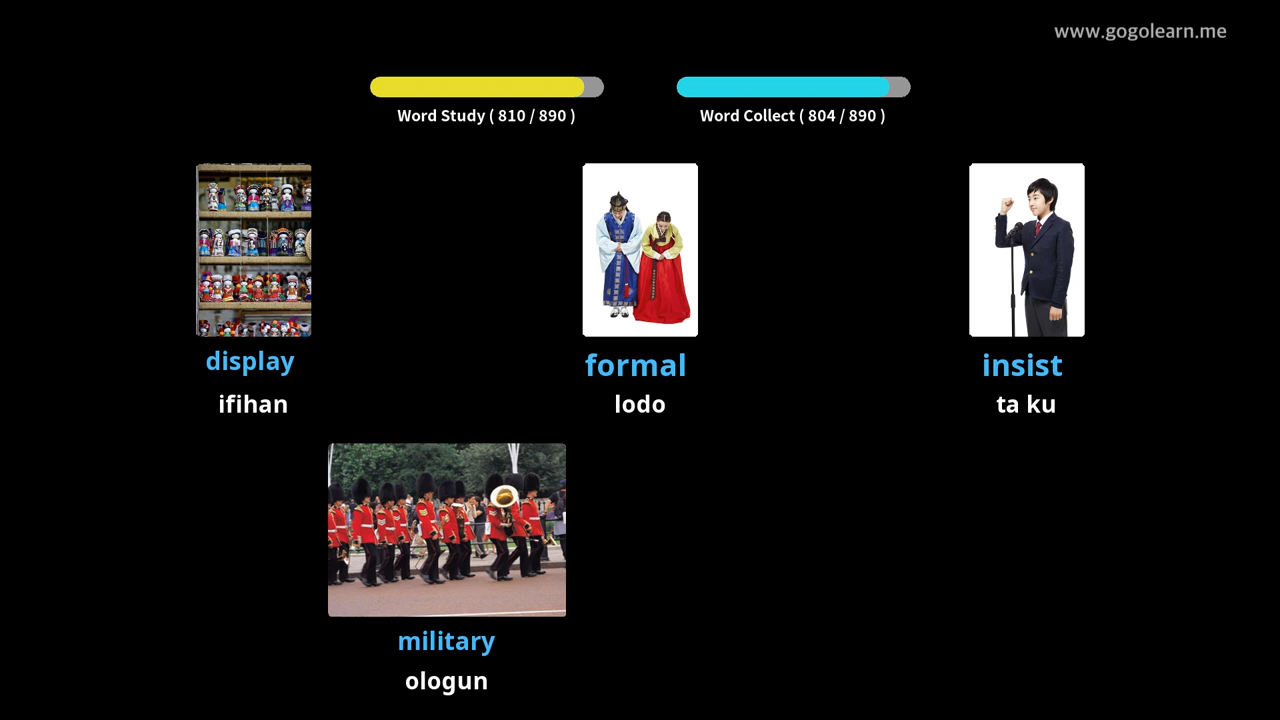 www.gogolearn.me
Word Study ( 810 / 890 )
Word Collect ( 804 / 890 )
display
formal
insist
ifihan
lodo
ta ku
military
ologun